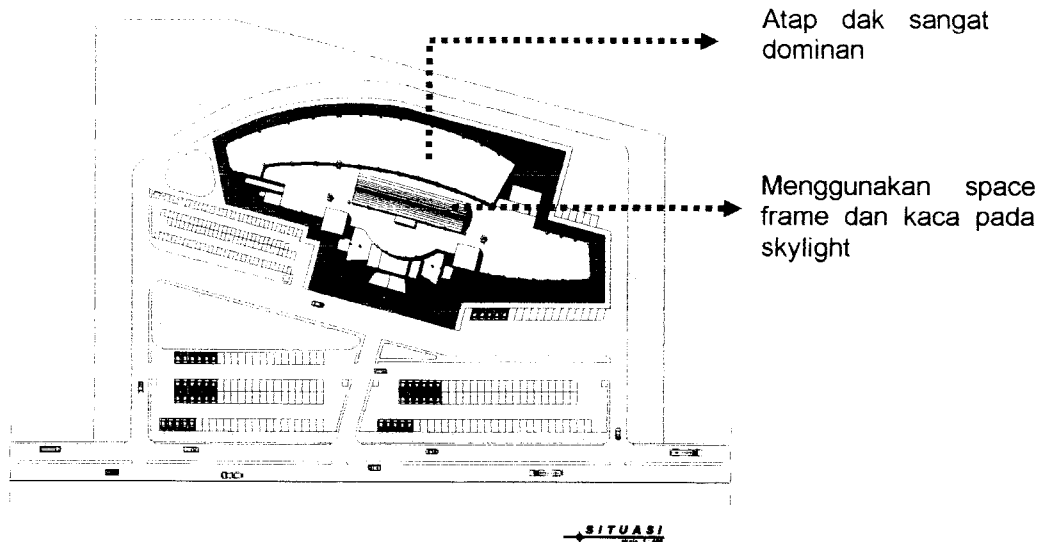 Atap dak sangat
dominan
Menggunakan space
frame dan kaca pada
skylight
SITUASI